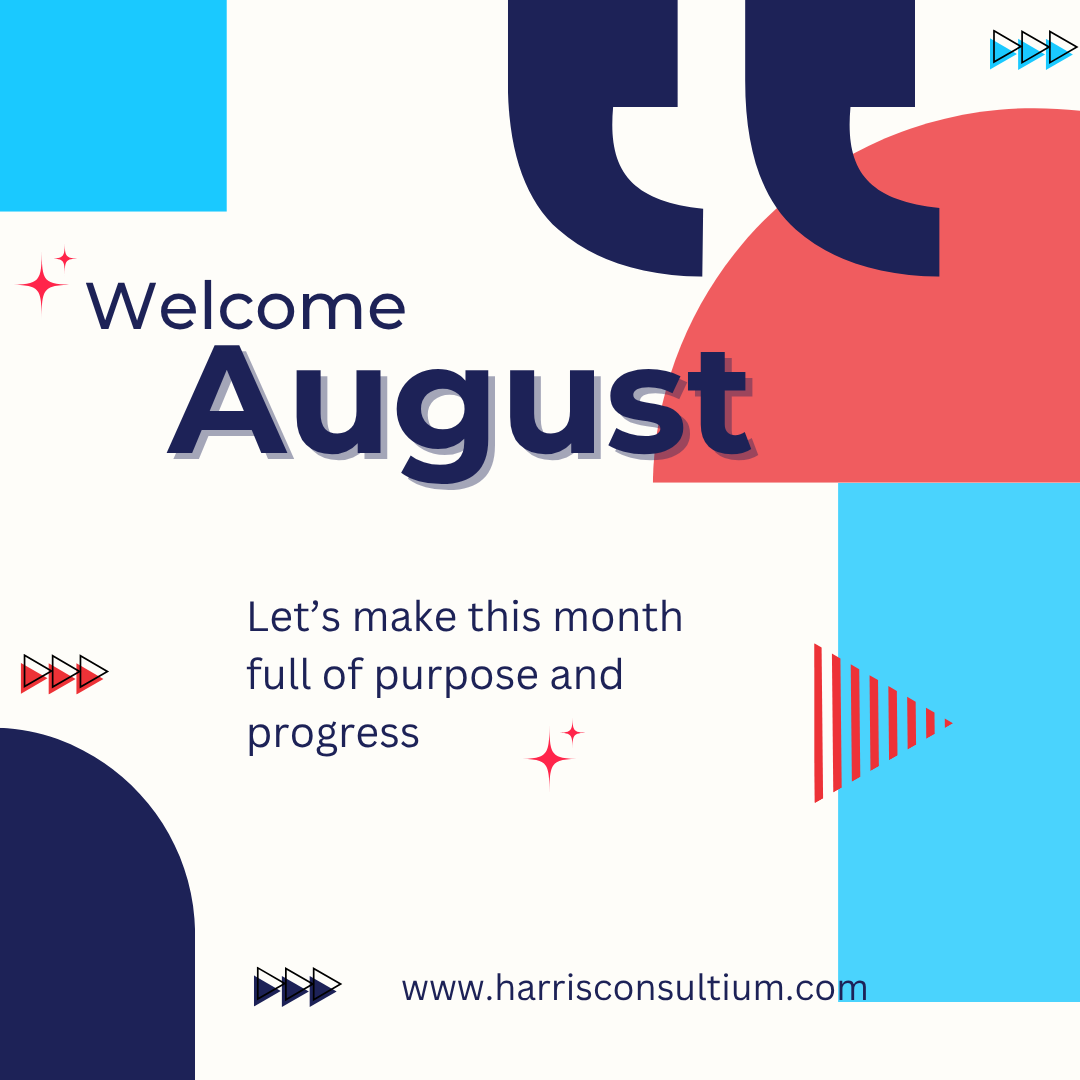 Welcome
August
Let’s make this month
full of purpose and
progress
www.harrisconsultium.com